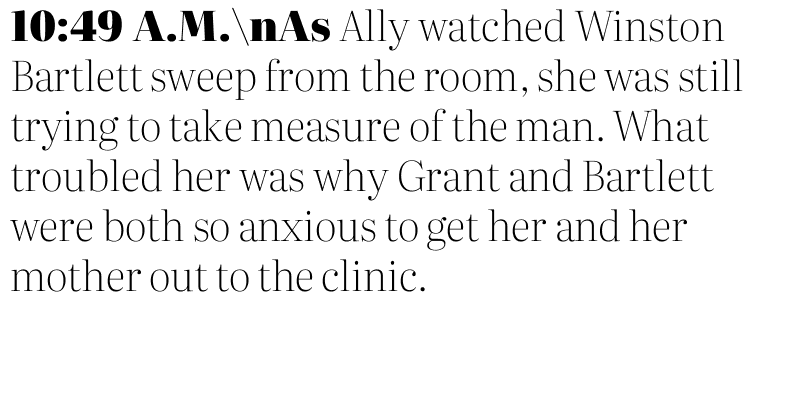 10:49 A.M.\nAs Ally watched Winston
Bartlett sweep from the room, she was still
trying to take measure of the man. What
troubled her was why Grant and Bartlett
were both so anxious to get her and her
mother out to the clinic.